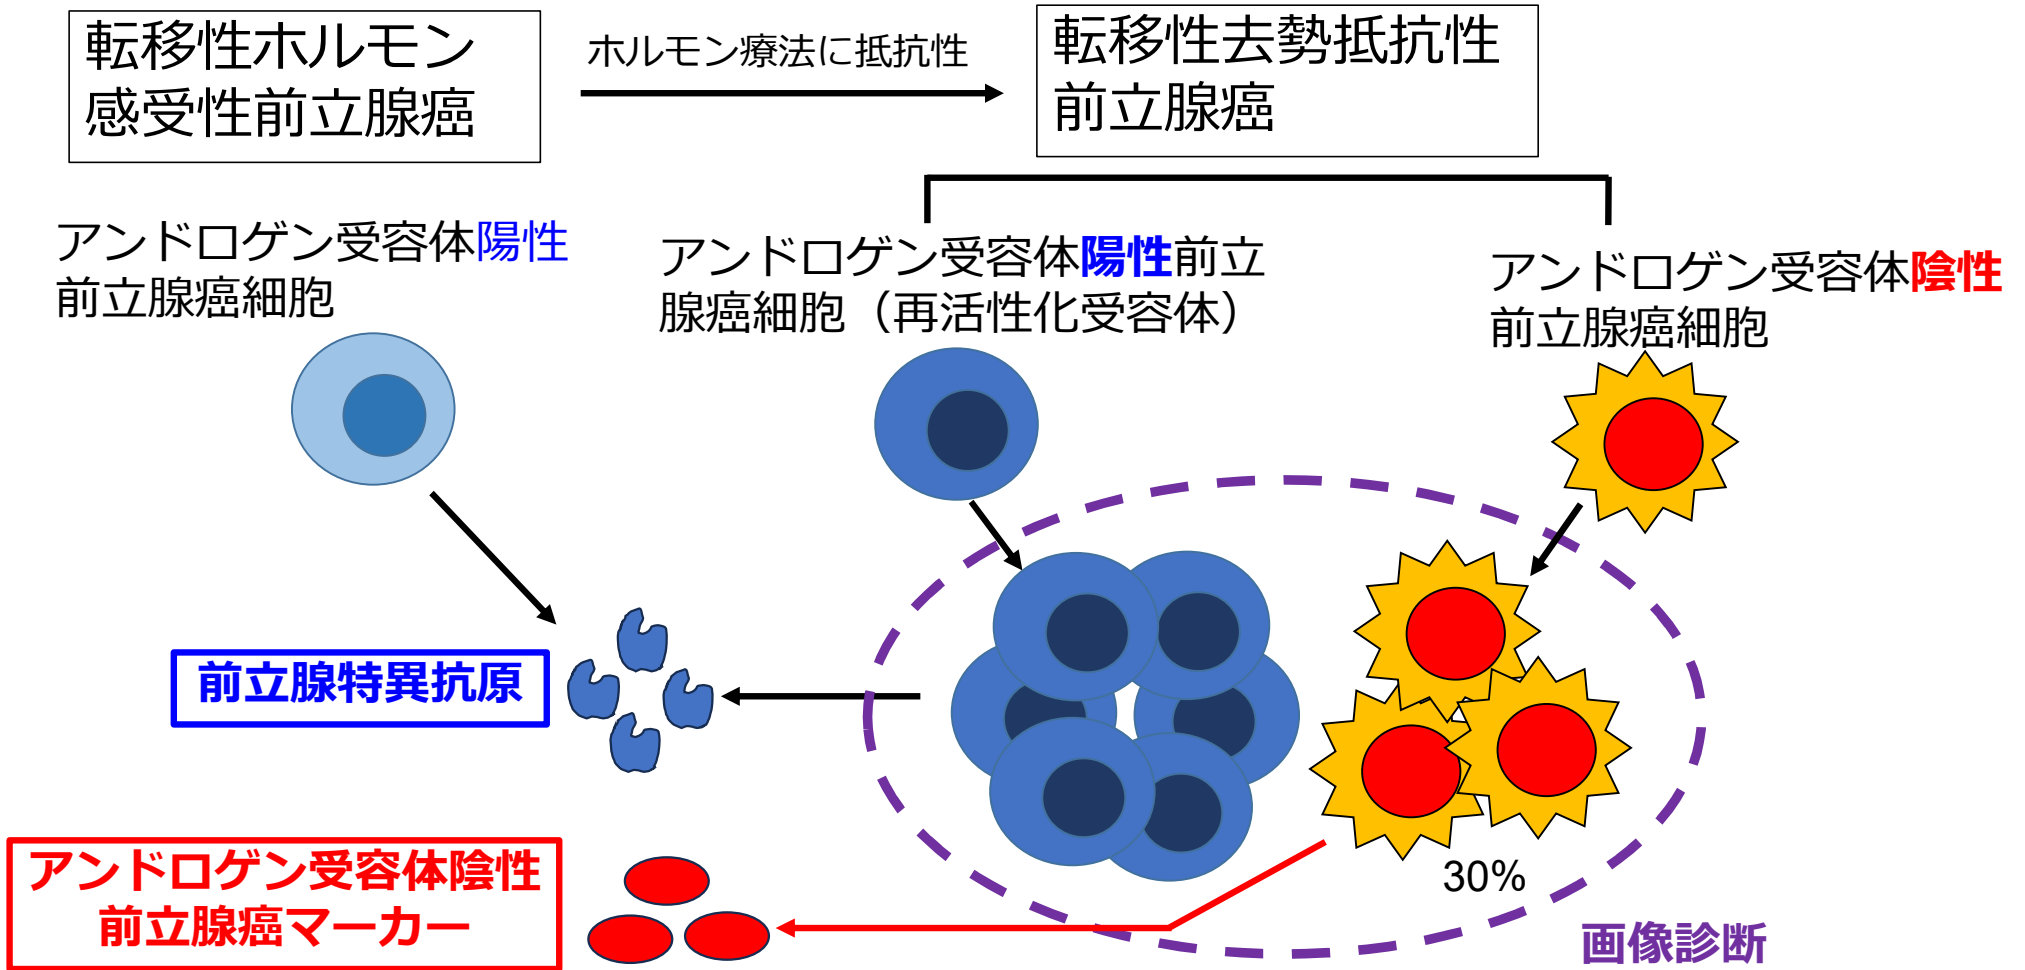 転移性ホルモン
感受性前立腺癌
ホルモン療法に抵抗性
転移性去勢抵抗性
前立腺癌
アンドロゲン受容体陽性
前立腺癌細胞
アンドロゲン受容体陽性前立
腺癌細胞（再活性化受容体）
アンドロゲン受容体陰性
前立腺癌細胞
前立腺特異抗原
アンドロゲン受容体陰性
前立腺癌マーカー
30%
画像診断